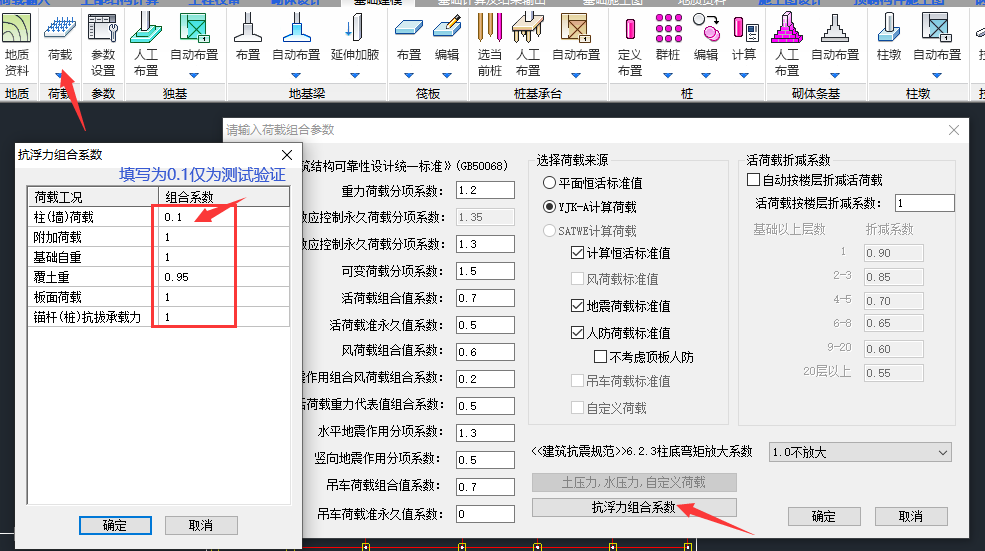 基础建模
地质资料
荷载
参数设置
人工布置
自动布置
布置
自动布置
延伸加腋
布置
编辑
选当前桩
人工布置
自动布置
定义布置
群桩
编辑
计算
人工布置
自动布置
柱墩
自动布置
地质
荷载
参数
独基
地基梁
筏板
桩基承台
桩
砌体条基
柱墩
请输入荷载组合参数
抗浮力组合系数
填写为0.1仅为测试验证
荷载工况 组合系数
柱(墙)荷载 0.1
附加荷载 1
基础自重 1
覆土重 0.95
板面荷载 1
锚杆(桩)抗拔承载力 1
确定 取消
筑结构可靠性设计统一标准》(GB50068)
重力荷载分项系数: 1.2
效应控制永久荷载分项系数: 1.35
效应控制永久荷载分项系数: 1.3
可变荷载分项系数: 1.5
活荷载组合值系数: 0.7
活荷载准永久值系数: 0.5
风荷载组合值系数: 0.6
作用组合风荷载组合系数: 0.2
活荷载重力代表值组合系数: 0.5
水平地震作用分项系数: 1.3
竖向地震作用分项系数: 0.5
吊车荷载组合值系数: 0.7
吊车荷载准永久值系数: 0
选择荷载来源
平面恒活标准值
YJK-A计算荷载
SATWE计算荷载
计算恒活标准值
风荷载标准值
地震荷载标准值
人防荷载标准值
不考虑顶板人防
吊车荷载标准值
自定义荷载
活荷载折减系数
自动按楼层折减活荷载
活荷载按楼层折减系数: 1
基础以上层数 折减系数
1 0.90
2-3 0.85
4-5 0.70
6-8 0.65
9-20 0.60
20层以上 0.55
<<建筑抗震规范>>6.2.3柱底弯矩放大系数 1.0不放大
土压力,水压力,自定义荷载
抗浮力组合系数
确定 取消